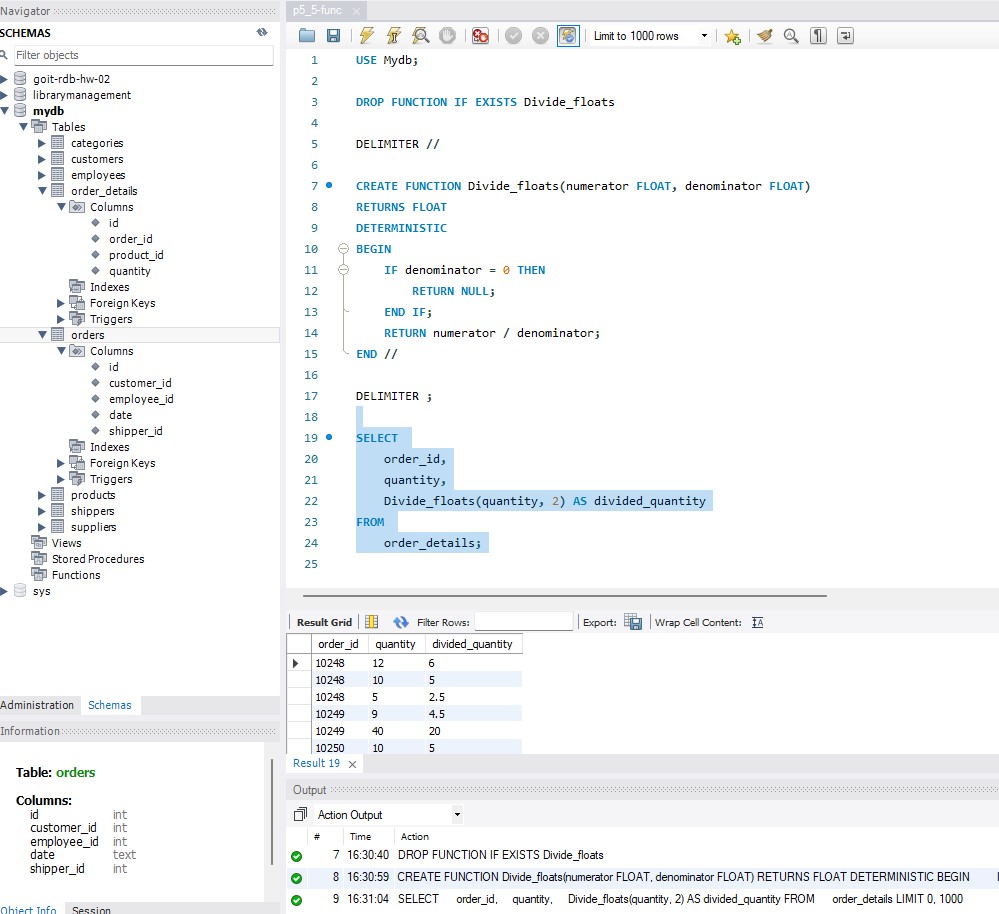 Navigator
SCHEMAS
Filter objects
goit-rdb-hw-02
librarymanagement
mydb
Tables
categories
customers
employees
order_details
Columns
id
order_id
product_id
quantity
Indexes
Foreign Keys
Triggers
orders
Columns
id
customer_id
employee_id
date
shipper_id
Indexes
Foreign Keys
Triggers
products
shippers
suppliers
Views
Stored Procedures
Functions
sys
Administration Schemas
Information
Table: orders
Columns:
id int
customer_id int
employee_id int
date text
shipper_id int
Object Info Session
p5_5-func
Limit to 1000 rows
1 USE Mydb;
2
3 DROP FUNCTION IF EXISTS Divide_floats
4
5 DELIMITER //
6
7 CREATE FUNCTION Divide_floats(numerator FLOAT, denominator FLOAT)
8 RETURNS FLOAT
9 DETERMINISTIC
10 BEGIN
11 IF denominator = 0 THEN
12 RETURN NULL;
13 END IF;
14 RETURN numerator / denominator;
15 END //
16
17 DELIMITER ;
18
19 SELECT
20 order_id,
21 quantity,
22 Divide_floats(quantity, 2) AS divided_quantity
23 FROM
24 order_details;
25
Result Grid Filter Rows: Export: Wrap Cell Content:
order_id quantity divided_quantity
10248 12 6
10248 10 5
10248 5 2.5
10249 9 4.5
10249 40 20
10250 10 5
Result 19
Output
Action Output
# Time Action
7 16:30:40 DROP FUNCTION IF EXISTS Divide_floats
8 16:30:59 CREATE FUNCTION Divide_floats(numerator FLOAT, denominator FLOAT) RETURNS FLOAT DETERMINISTIC BEGIN
9 16:31:04 SELECT order_id, quantity, Divide_floats(quantity, 2) AS divided_quantity FROM order_details LIMIT 0, 1000